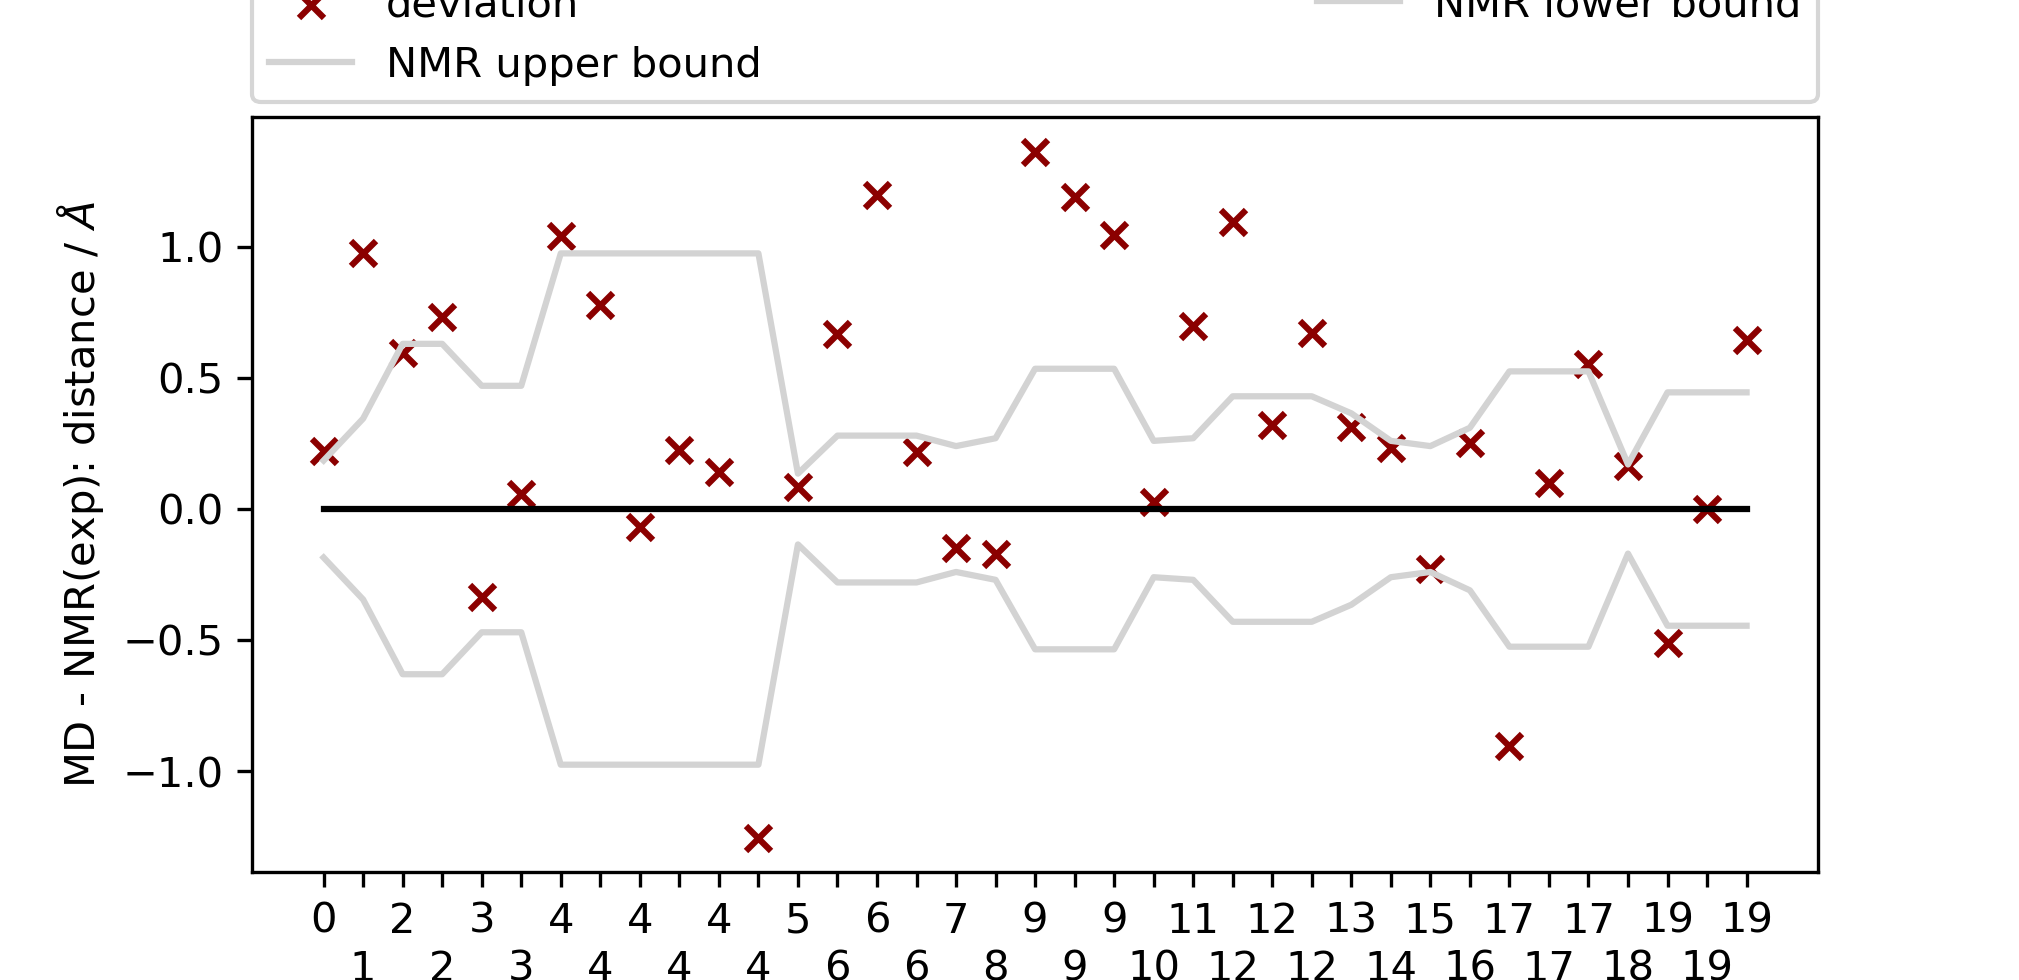 deviation
NMR lower bound
NMR upper bound
MD - NMR(exp): distance / Å
1.0
0.5
0.0
−0.5
−1.0
0 2 3 4 4 4 5 6 7 9 9 11 12 13 15 17 17 19 19
1 2 3 4 4 4 6 6 8 9 10 12 12 14 16 17 18 19